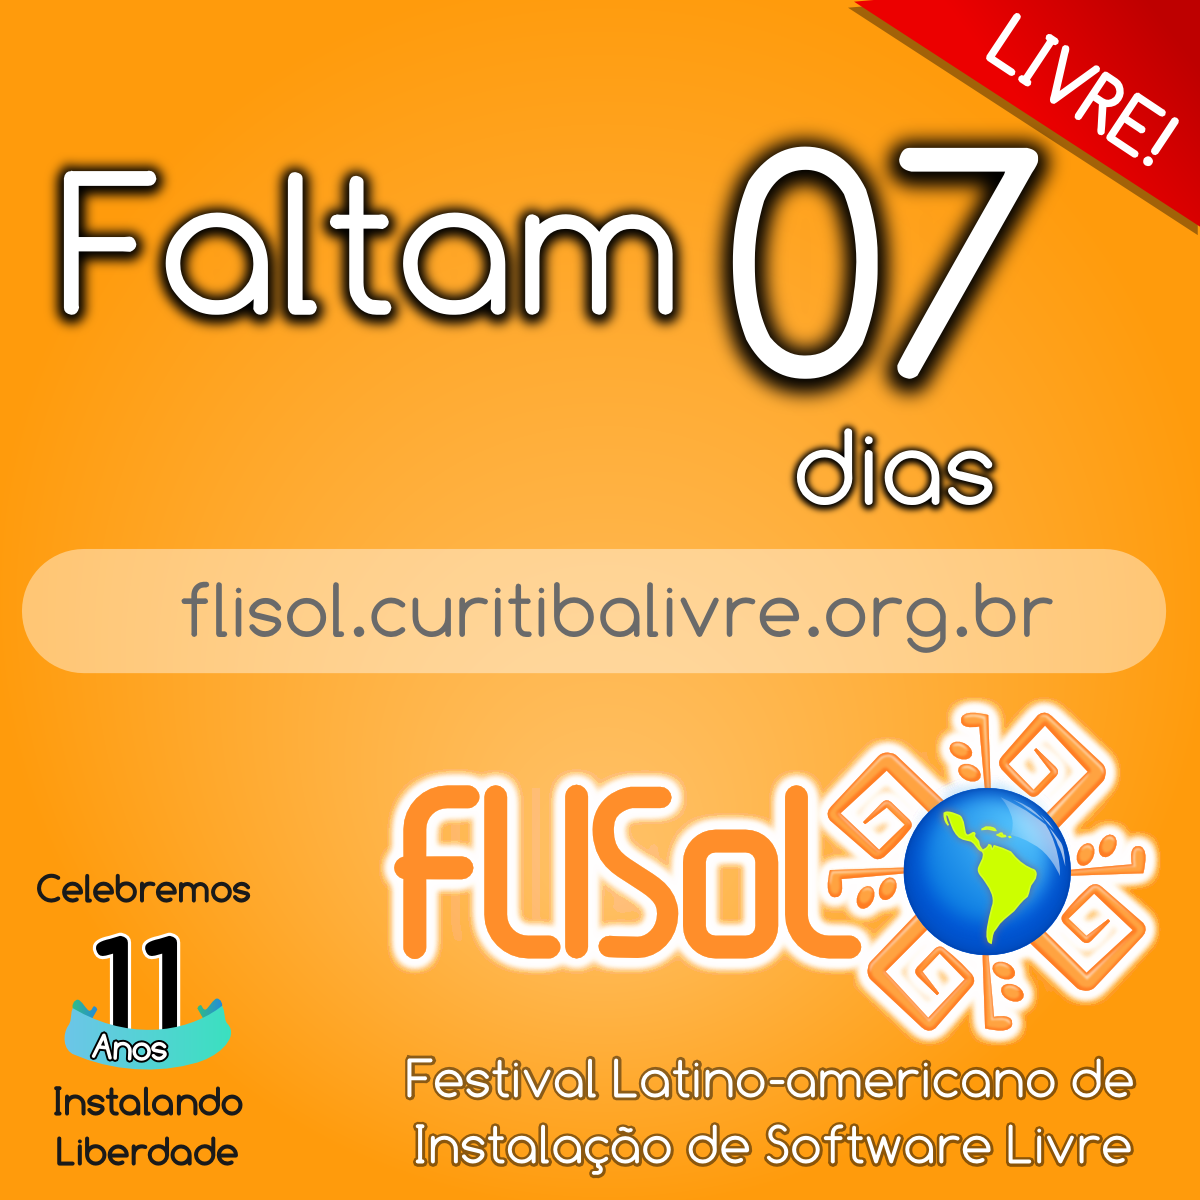 LIVRE!
Faltam 07
dias
flisol.curitibalivre.org.br
FLISol
Celebremos
11
Anos
Instalando
Liberdade
Festival Latino-americano de
Instalação de Software Livre